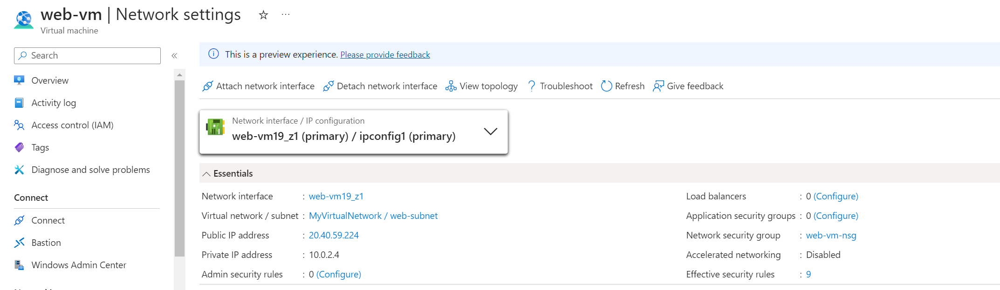 web-vm | Network settings
Virtual machine
Search
Overview
Activity log
Access control (IAM)
Tags
Diagnose and solve problems
Connect
Connect
Bastion
Windows Admin Center
This is a preview experience. Please provide feedback
Attach network interface Detach network interface View topology Troubleshoot Refresh Give feedback
Network interface / IP configuration
web-vm19_z1 (primary) / ipconfig1 (primary)
Essentials
Network interface : web-vm19_z1
Virtual network / subnet : MyVirtualNetwork / web-subnet
Public IP address : 20.40.59.224
Private IP address : 10.0.2.4
Admin security rules : 0 (Configure)
Load balancers : 0 (Configure)
Application security groups : 0 (Configure)
Network security group : web-vm-nsg
Accelerated networking : Disabled
Effective security rules : 9